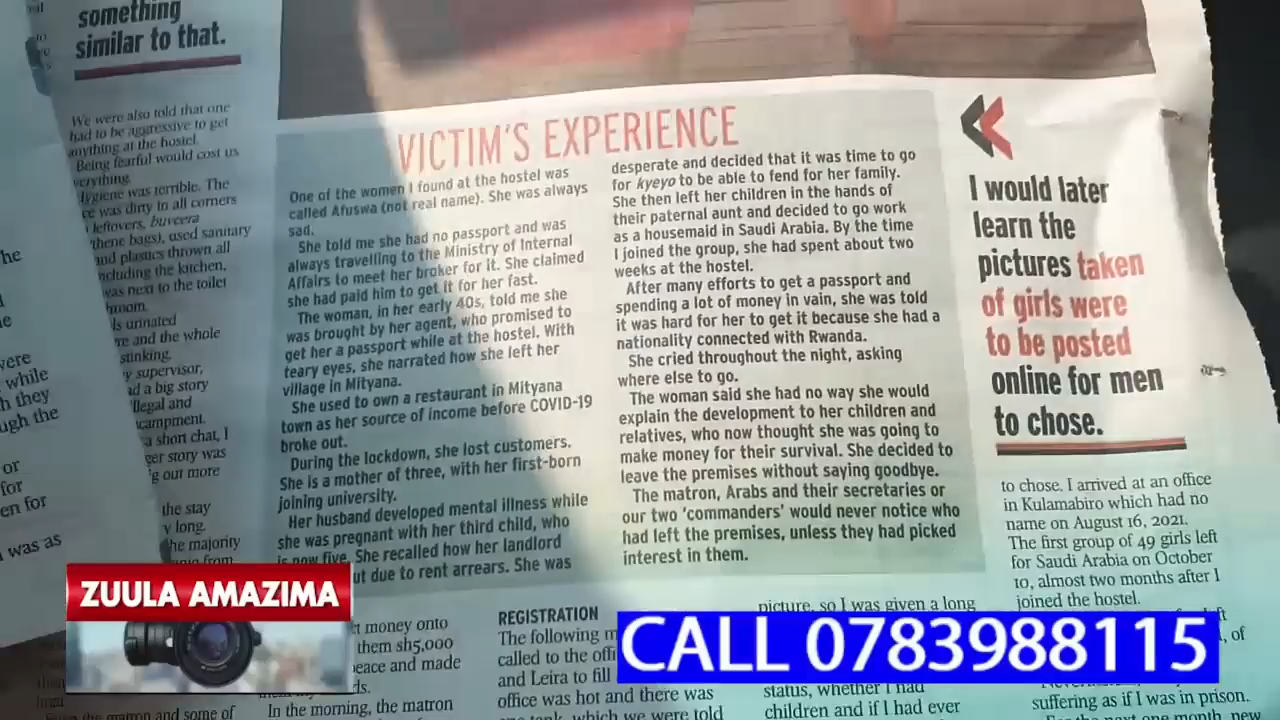 something
similar to that.
We were also told that one
had to be aggressive to get
anything at the hostel.
Being fearful would cost us
was dirty in all corners
leftovers, buveera
bags), used sanitary
and plastics thrown all
including the kitchen,
was next to the toilet
urinated
and the whole
stinking.
supervisor,
had a big story
illegal and
a short chat, I
story was
out more
the stay
long.
the majority
VICTIM'S EXPERIENCE
One of the women I found at the hostel was
called Afuswa (not real name). She was always
sad.
She told me she had no passport and was
always travelling to the Ministry of Internal
Affairs to meet her broker for it. She claimed
she had paid him to get it for her fast.
The woman, in her early 40s, told me she
was brought by her agent, who promised to
get her a passport while at the hostel. With
teary eyes, she narrated how she left her
village in Mityana.
She used to own a restaurant in Mityana
town as her source of income before COVID-19
broke out.
During the lockdown, she lost customers.
She is a mother of three, with her first-born
joining university.
Her husband developed mental illness while
she was pregnant with her third child, who
is now five. She recalled how her landlord
due to rent arrears. She was
desperate and decided that it was time to go
for kyeyo to be able to fend for her family.
She then left her children in the hands of
their paternal aunt and decided to go work
as a housemaid in Saudi Arabia. By the time
I joined the group, she had spent about two
weeks at the hostel.
After many efforts to get a passport and
spending a lot of money in vain, she was told
it was hard for her to get it because she had a
nationality connected with Rwanda.
She cried throughout the night, asking
where else to go.
The woman said she had no way she would
explain the development to her children and
relatives, who now thought she was going to
make money for their survival. She decided to
leave the premises without saying goodbye.
The matron, Arabs and their secretaries or
our two 'commanders' would never notice who
had left the premises, unless they had picked
interest in them.
I would later
learn the
pictures taken
of girls were
to be posted
online for men
to chose.
to chose. I arrived at an office
in Kulamabiro which had no
name on August 16, 2021.
The first group of 49 girls left
for Saudi Arabia on October
10, almost two months after I
joined the hostel.
suffering as if I was in prison.
money onto
them sh5,000
and made
In the morning, the matron
REGISTRATION
The following
called to the
and Leira to fill
office was hot and there was
which we were told
picture, so I was given a long
status, whether I had
children and if I had ever
ZUULA AMAZIMA
CALL 0783988115